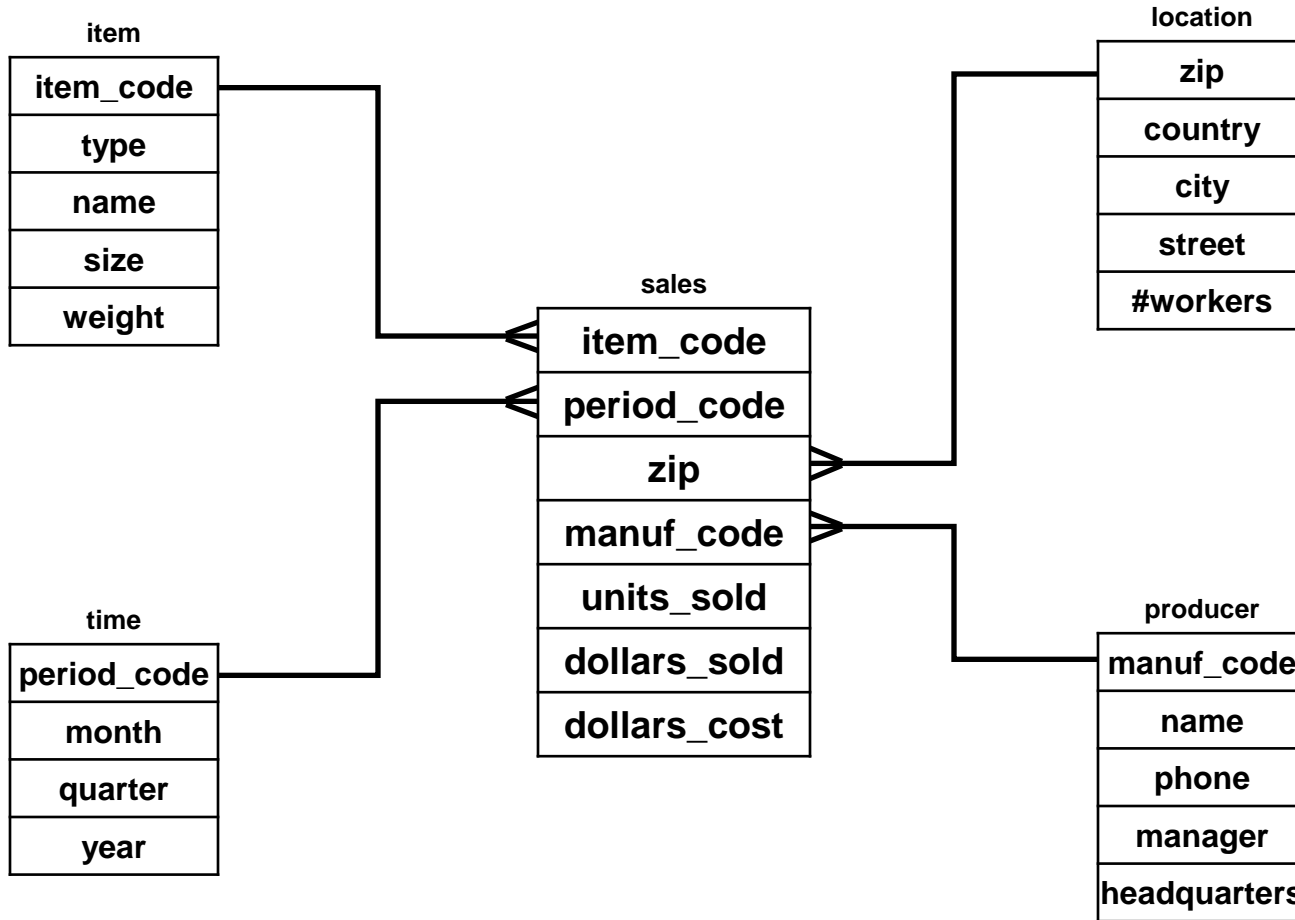 item
item_code
type
name
size
weight
time
period_code
month
quarter
year
sales
item_code
period_code
zip
manuf_code
units_sold
dollars_sold
dollars_cost
location
zip
country
city
street
#workers
producer
manuf_code
name
phone
manager
headquarters